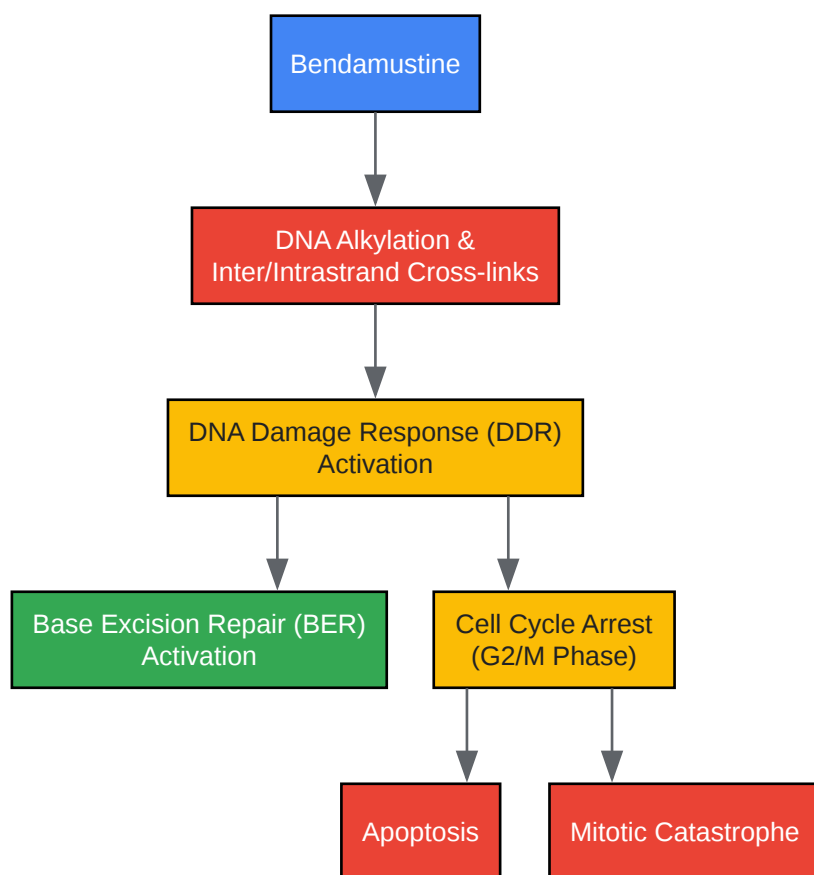 Bendamustine
DNA Alkylation &
Inter/Intrastrand Cross-links
DNA Damage Response (DDR)
Activation
Base Excision Repair (BER)
Activation
Cell Cycle Arrest
(G2/M Phase)
Apoptosis
Mitotic Catastrophe